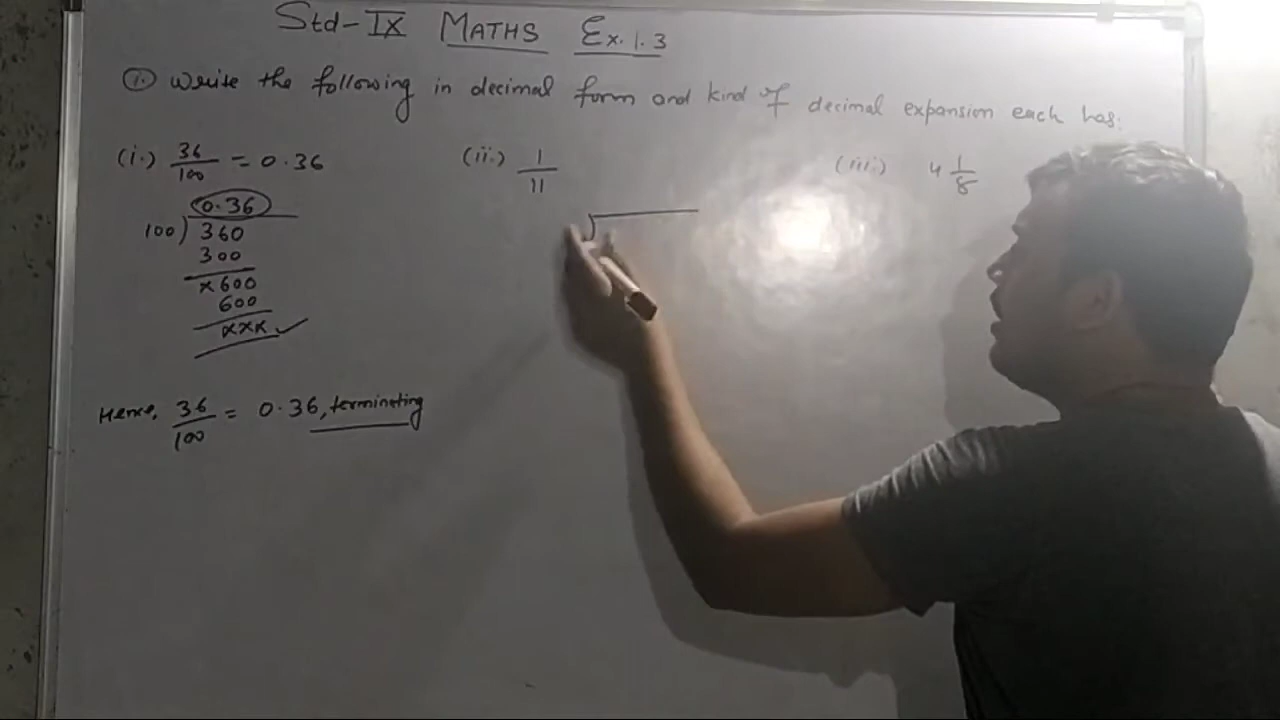 Std-IX MATHS Ex.1.3
① Write the following in decimal form and kind of decimal expansion each has:
(i.) 36/100 = 0.36 (ii.) 1/11 (iii.) 4 1/8
0.36
100) 360
300
x600
600
xxx ✓
Hence, 36/100 = 0.36, terminating